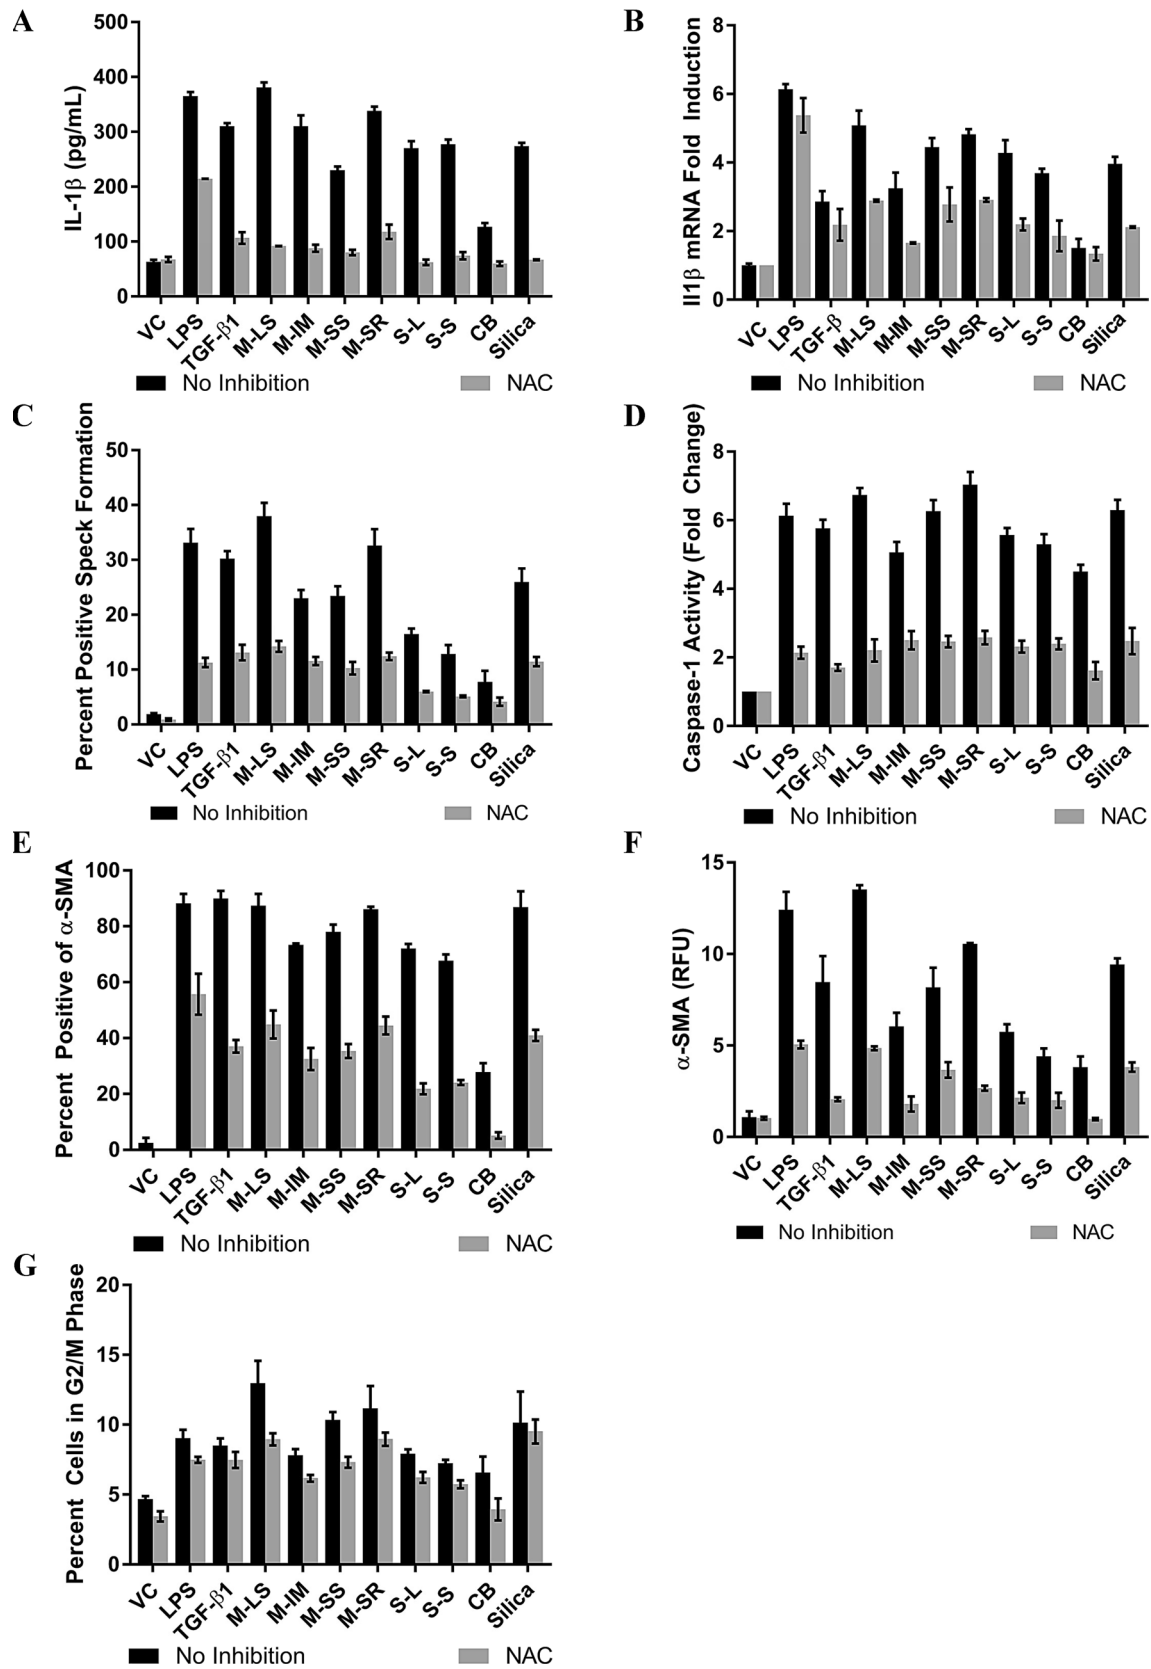 A
IL-1β (pg/mL)
500
400
300
200
100
0
VC LPS TGF-β1 M-LS M-IM M-SS M-SR S-L S-S CB Silica
No Inhibition NAC
B
Il1β mRNA Fold Induction
8
6
4
2
0
VC LPS TGF-β M-LS M-IM M-SS M-SR S-L S-S CB Silica
No Inhibition NAC
C
Percent Positive Speck Formation
50
40
30
20
10
0
VC LPS TGF-β1 M-LS M-IM M-SS M-SR S-L S-S CB Silica
No Inhibition NAC
D
Caspase-1 Activity (Fold Change)
8
6
4
2
0
VC LPS TGF-β1 M-LS M-IM M-SS M-SR S-L S-S CB Silica
No Inhibition NAC
E
Percent Positive of α-SMA
100
80
60
40
20
0
VC LPS TGF-β1 M-LS M-IM M-SS M-SR S-L S-S CB Silica
No Inhibition NAC
F
α-SMA (RFU)
15
10
5
0
VC LPS TGF-β1 M-LS M-IM M-SS M-SR S-L S-S CB Silica
No Inhibition NAC
G
Percent Cells in G2/M Phase
20
15
10
5
0
VC LPS TGF-β1 M-LS M-IM M-SS M-SR S-L S-S CB Silica
No Inhibition NAC